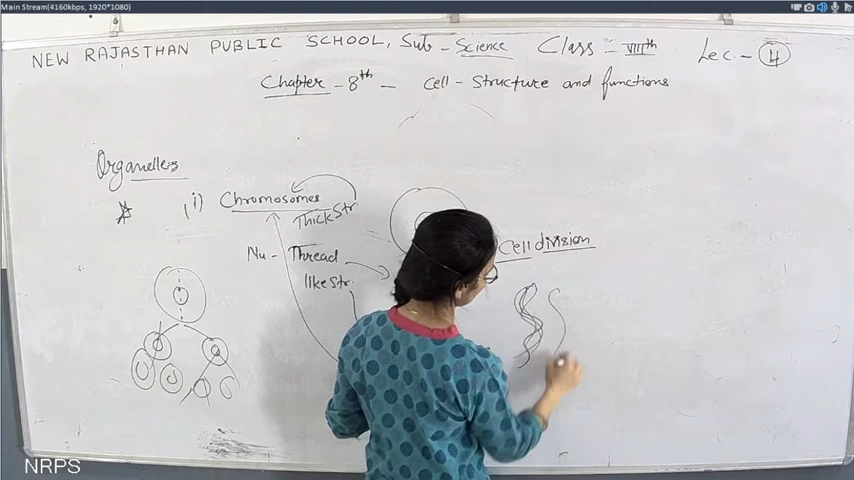 Main Stream(4160kbps, 1920*1080)
NEW RAJASTHAN PUBLIC SCHOOL, Sub - Science Class = VIIIth Lec - 4
Chapter - 8th - Cell - Structure and functions
Organellers
(i) Chromosomes
Thick Str.
Cell division
Nu - Thread
like Str.
NRPS